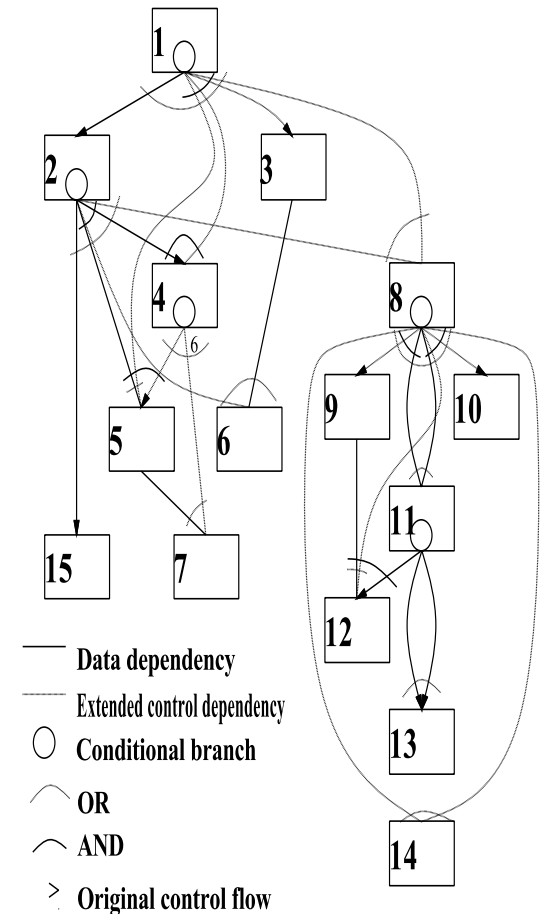 1
2
3
4
8
6
9
10
5
6
11
15
7
12
13
14
Data dependency
Extended control dependency
Conditional branch
OR
AND
Original control flow